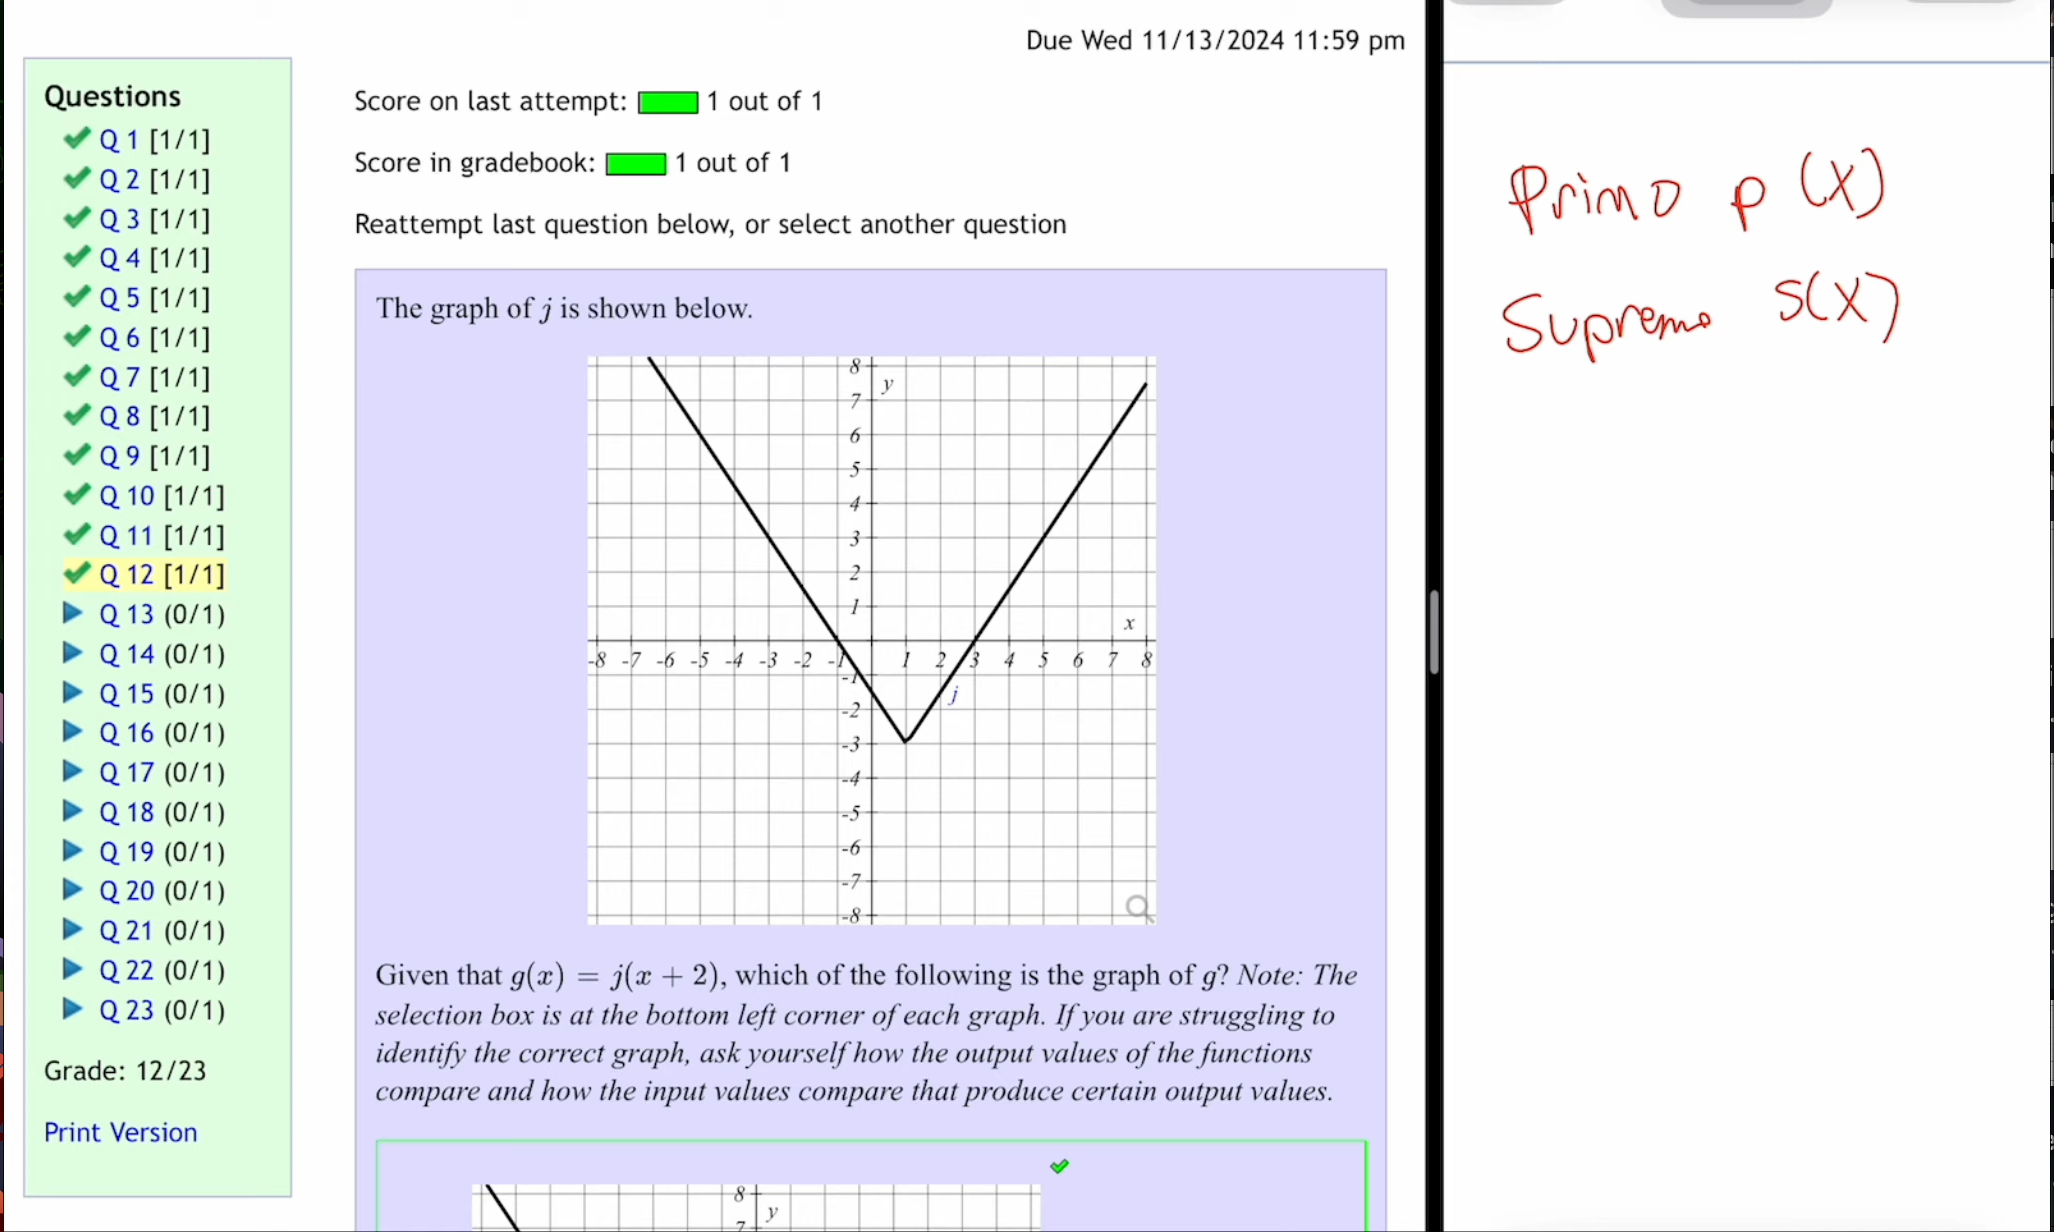 Due Wed 11/13/2024 11:59 pm
Questions
Q 1 [1/1]
Q 2 [1/1]
Q 3 [1/1]
Q 4 [1/1]
Q 5 [1/1]
Q 6 [1/1]
Q 7 [1/1]
Q 8 [1/1]
Q 9 [1/1]
Q 10 [1/1]
Q 11 [1/1]
Q 12 [1/1]
Q 13 (0/1)
Q 14 (0/1)
Q 15 (0/1)
Q 16 (0/1)
Q 17 (0/1)
Q 18 (0/1)
Q 19 (0/1)
Q 20 (0/1)
Q 21 (0/1)
Q 22 (0/1)
Q 23 (0/1)
Grade: 12/23
Print Version
Score on last attempt: 1 out of 1
Score in gradebook: 1 out of 1
Reattempt last question below, or select another question
The graph of j is shown below.
8
y
7
6
5
4
3
2
1
x
-8 -7 -6 -5 -4 -3 -2 -1 1 2 3 4 5 6 7 8
-1
j
-2
-3
-4
-5
-6
-7
-8
Given that g(x) = j(x + 2), which of the following is the graph of g? Note: The
selection box is at the bottom left corner of each graph. If you are struggling to
identify the correct graph, ask yourself how the output values of the functions
compare and how the input values compare that produce certain output values.
8
y
7
Primo p (x)
Supremo s(x)